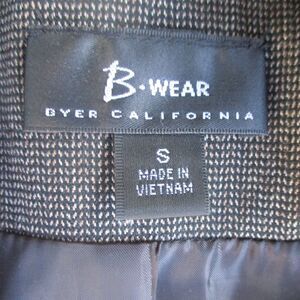 B·WEAR
BYER CALIFORNIA
S
MADE IN
VIETNAM